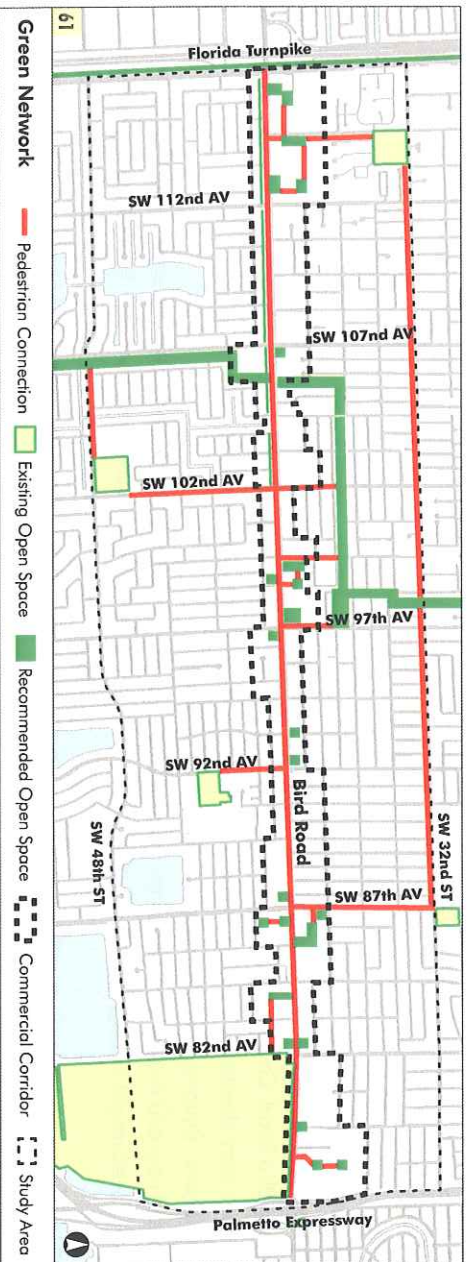 Florida Turnpike
SW 112nd AV
SW 107nd AV
SW 102nd AV
SW 97th AV
SW 92nd AV
Bird Road
SW 87th AV
SW 32nd ST
SW 48th ST
SW 82nd AV
Palmetto Expressway
61
Green Network
Pedestrian Connection
Existing Open Space
Recommended Open Space
Commercial Corridor
Study Area